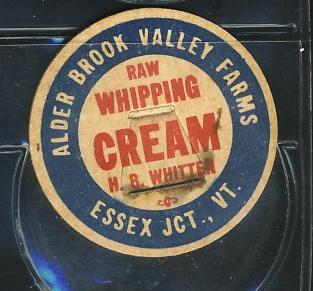 ALDER BROOK VALLEY FARMS
RAW
WHIPPING
CREAM
H. B. WHITTEN
ESSEX JCT., VT.